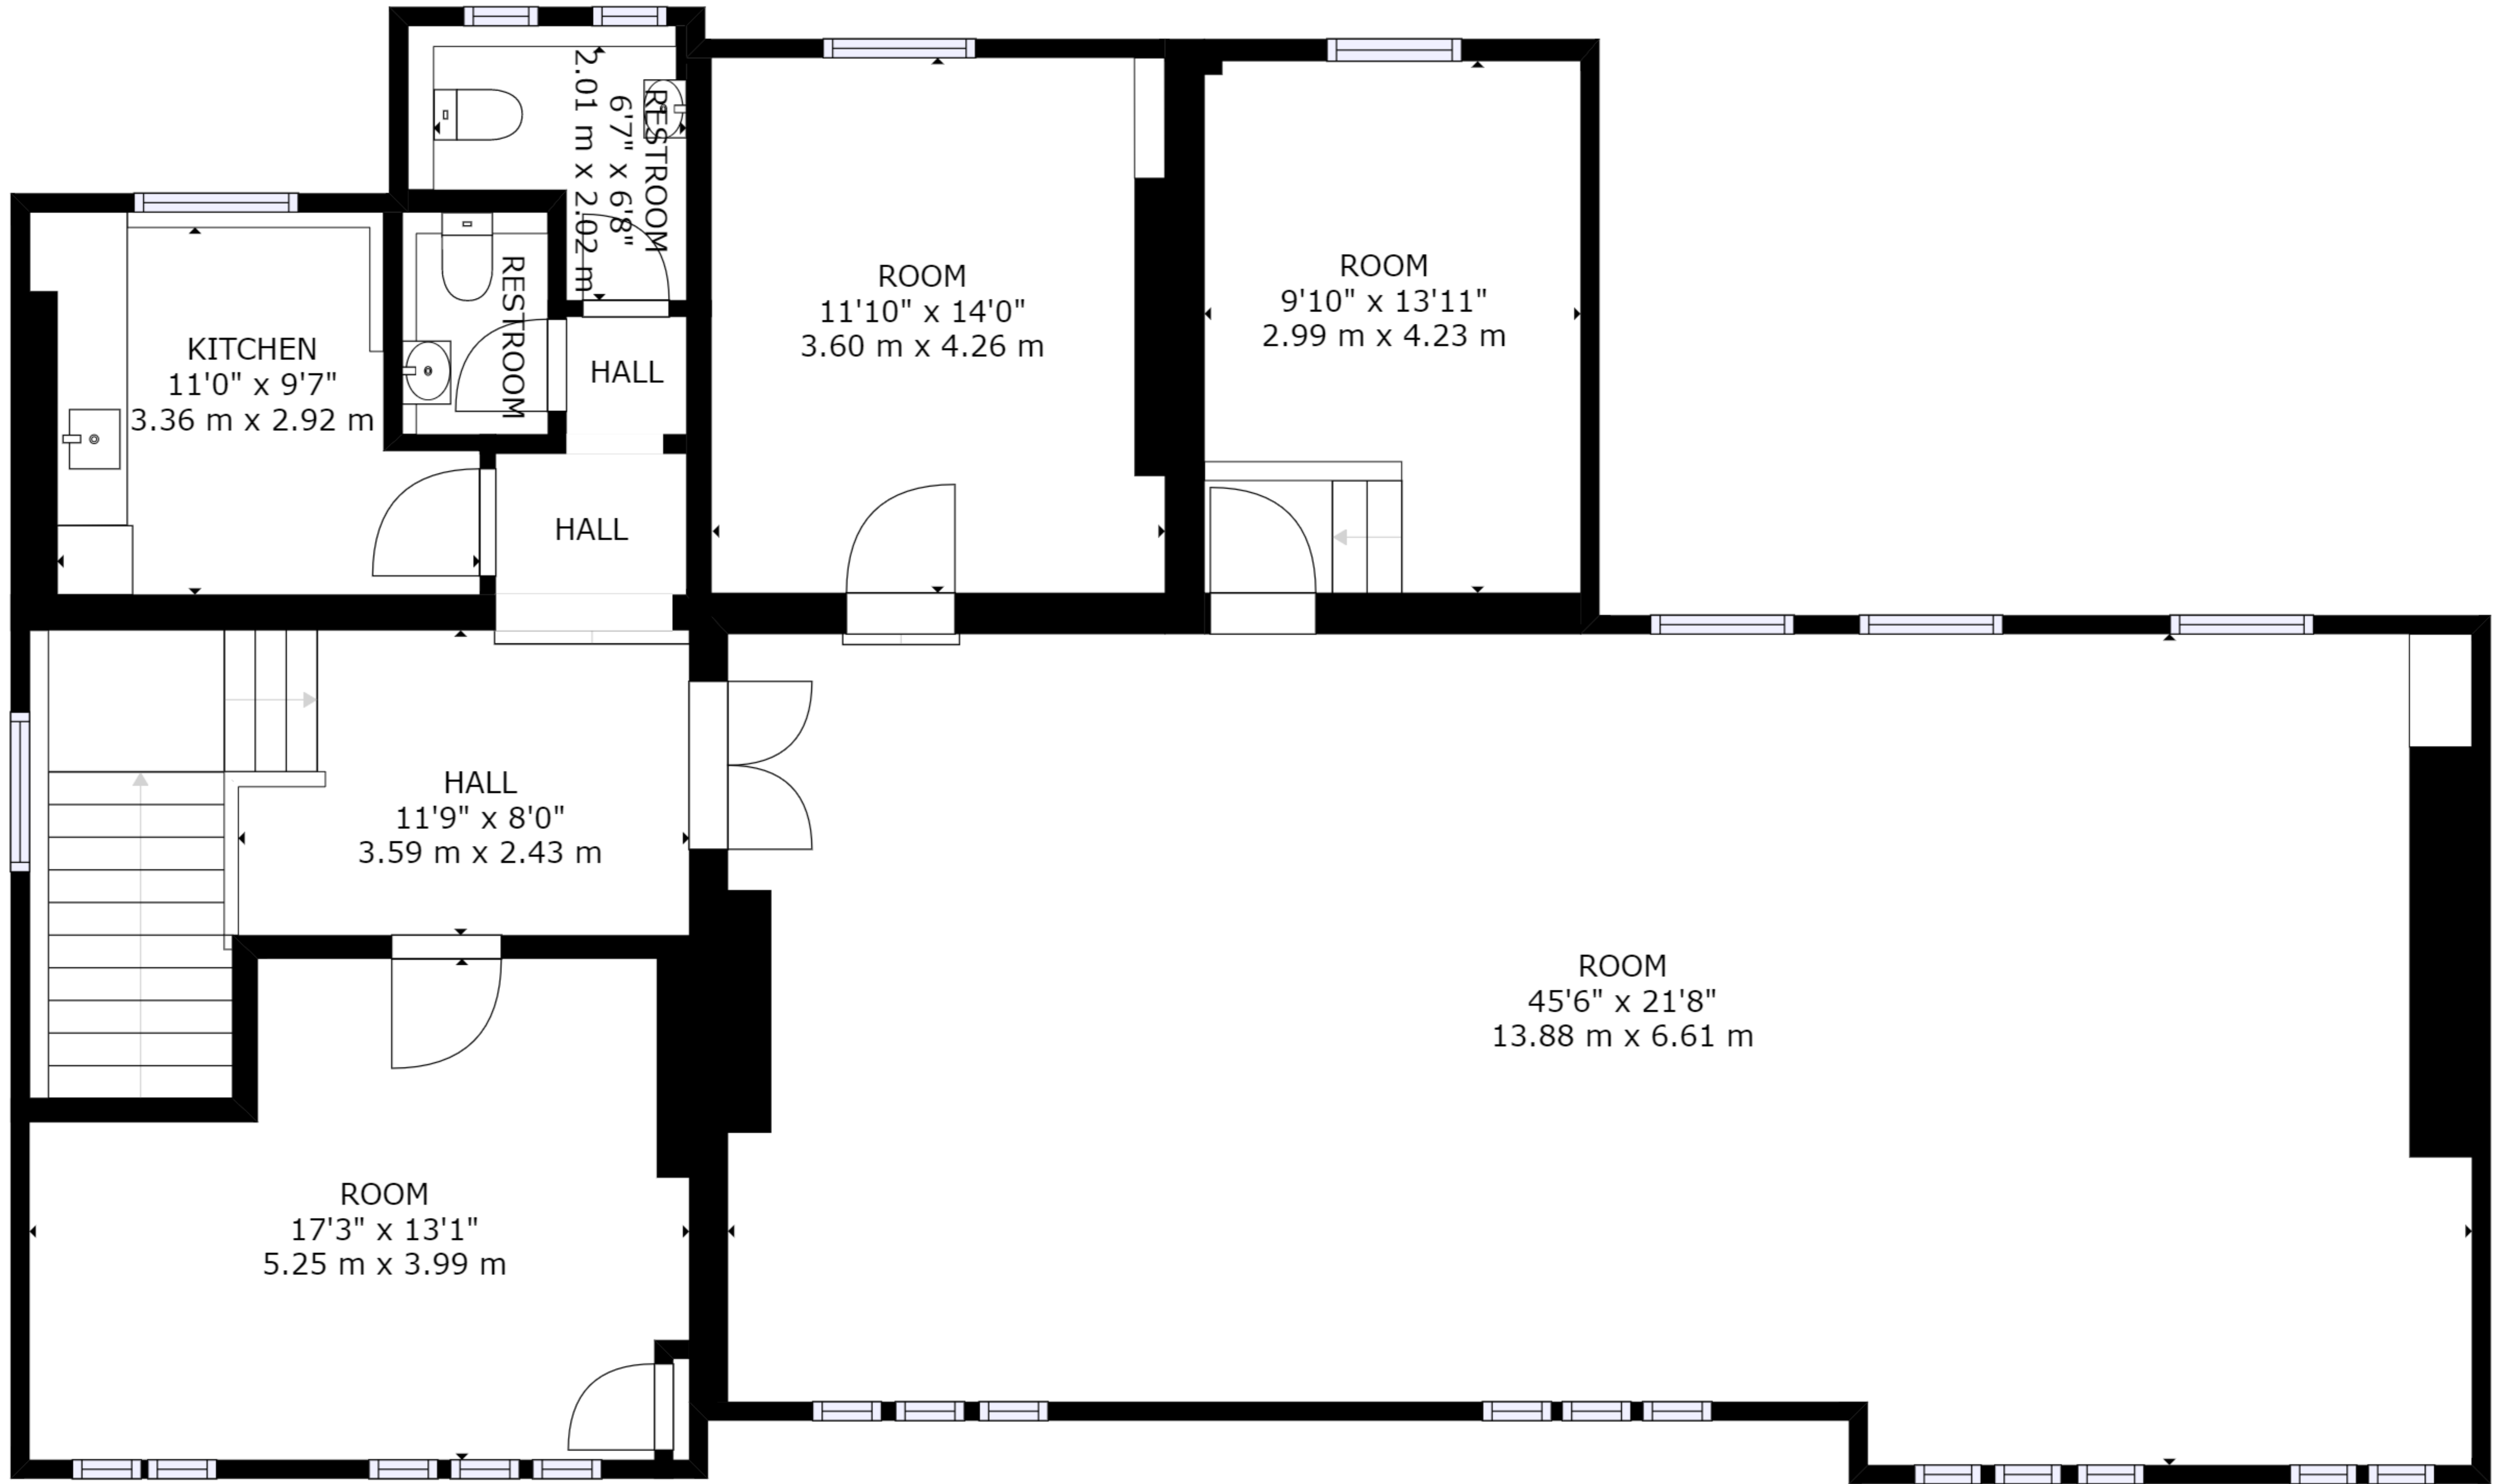 RESTROOM
6'7" x 6'8"
2.01 m x 2.02 m
ROOM
11'10" x 14'0"
3.60 m x 4.26 m
ROOM
9'10" x 13'11"
2.99 m x 4.23 m
KITCHEN
11'0" x 9'7"
3.36 m x 2.92 m
RESTROOM
HALL
HALL
HALL
11'9" x 8'0"
3.59 m x 2.43 m
ROOM
45'6" x 21'8"
13.88 m x 6.61 m
ROOM
17'3" x 13'1"
5.25 m x 3.99 m